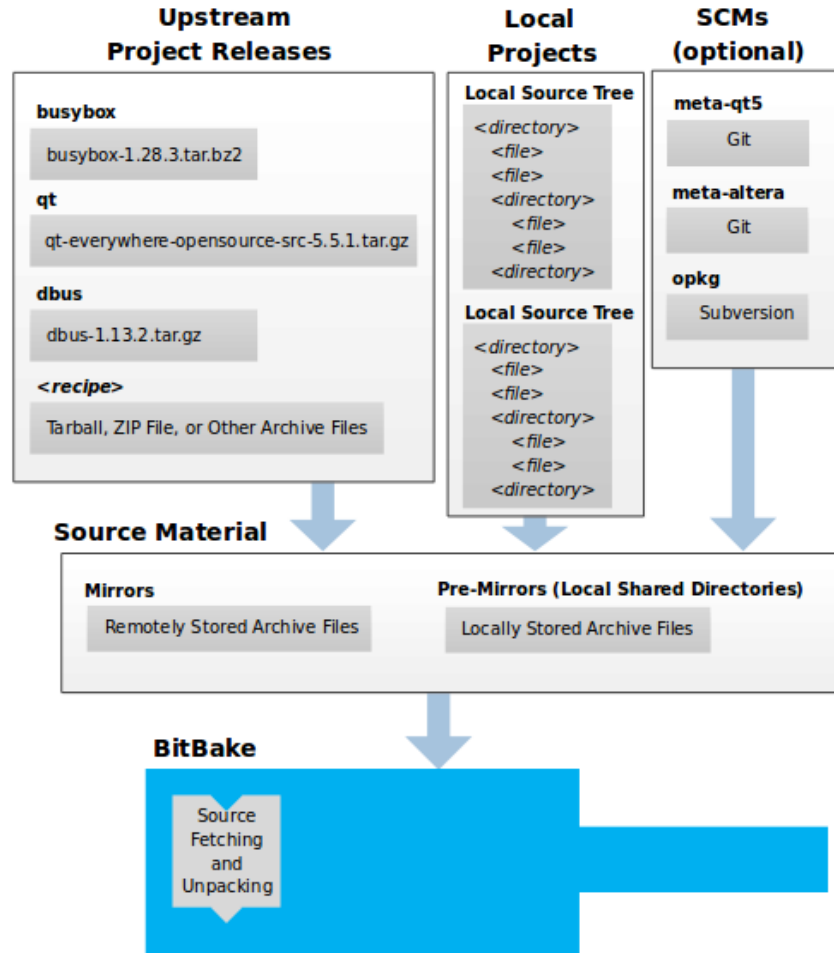 Upstream
Project Releases
busybox
busybox-1.28.3.tar.bz2
qt
qt-everywhere-opensource-src-5.5.1.tar.gz
dbus
dbus-1.13.2.tar.gz
<recipe>
Tarball, ZIP File, or Other Archive Files
Local
Projects
Local Source Tree
<directory>
<file>
<file>
<directory>
<file>
<file>
<directory>
Local Source Tree
<directory>
<file>
<file>
<directory>
<file>
<file>
<directory>
SCMs
(optional)
meta-qt5
Git
meta-altera
Git
opkg
Subversion
Source Material
Mirrors
Remotely Stored Archive Files
Pre-Mirrors (Local Shared Directories)
Locally Stored Archive Files
BitBake
Source
Fetching
and
Unpacking